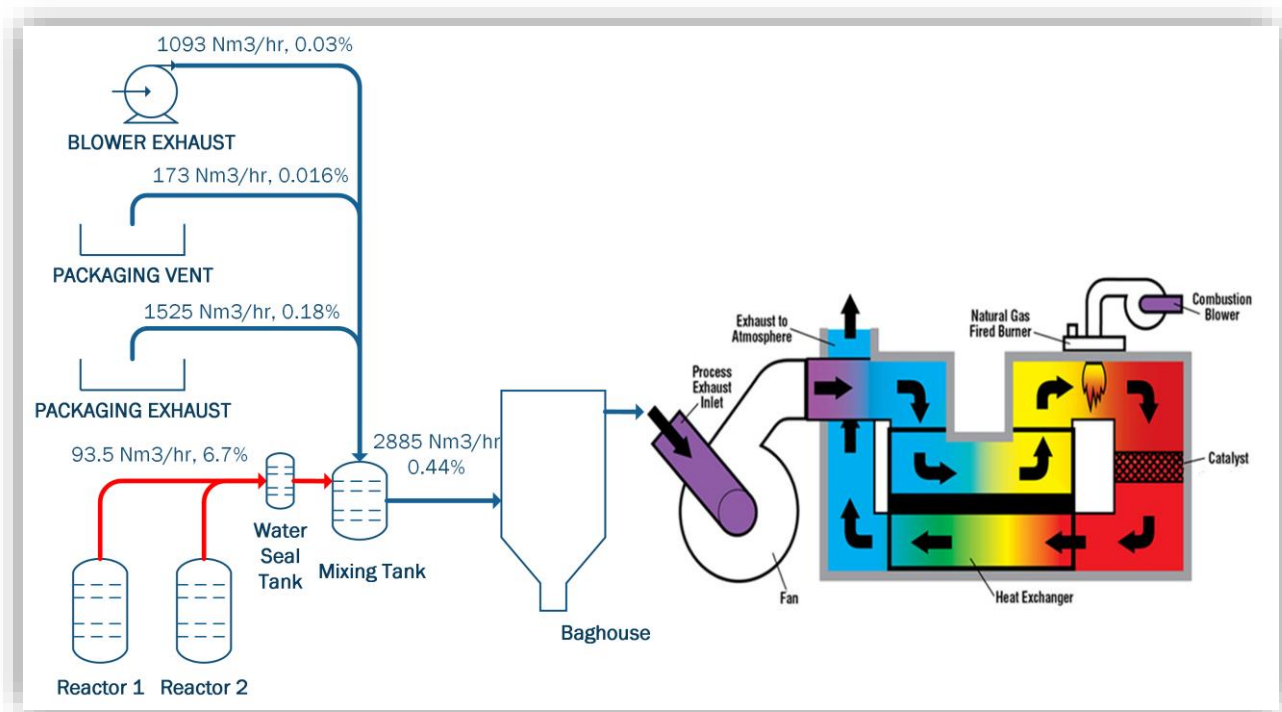 1093 Nm3/hr, 0.03%
BLOWER EXHAUST
173 Nm3/hr, 0.016%
PACKAGING VENT
1525 Nm3/hr, 0.18%
PACKAGING EXHAUST
93.5 Nm3/hr, 6.7%
Water
Seal
Tank
Mixing Tank
2885 Nm3/hr
0.44%
Reactor 1
Reactor 2
Baghouse
Process
Exhaust
Inlet
Fan
Exhaust to
Atmosphere
Natural Gas
Fired Burner
Combustion
Blower
Catalyst
Heat Exchanger